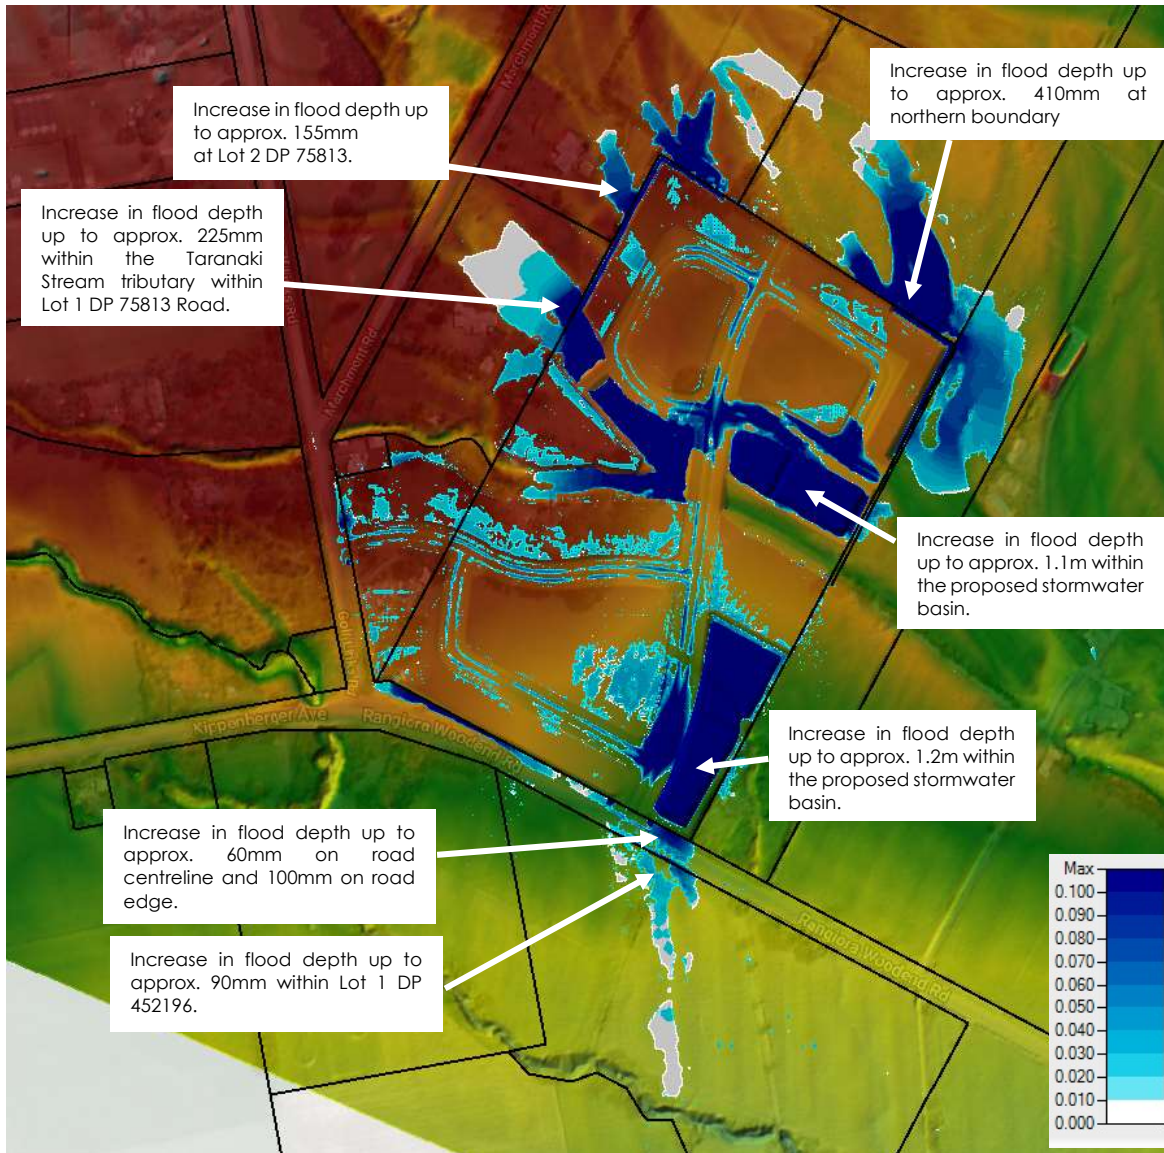 Marchment Rd
Increase in flood depth up
to approx. 410mm at
northern boundary
Increase in flood depth up
to approx. 155mm
at Lot 2 DP 75813.
Increase in flood depth
up to approx. 225mm
within the Taranaki
Stream tributary within
Lot 1 DP 75813 Road.
Marchment Rd
Increase in flood depth
up to approx. 1.1m within
the proposed stormwater
basin.
Kippenberger Ave
Rangiora Woodend Rd
Increase in flood depth
up to approx. 1.2m within
the proposed stormwater
basin.
Increase in flood depth up to
approx. 60mm on road
centreline and 100mm on road
edge.
Rangiora Woodend Rd
Increase in flood depth up to
approx. 90mm within Lot 1 DP
452196.
Max
0.100
0.090
0.080
0.070
0.060
0.050
0.040
0.030
0.020
0.010
0.000